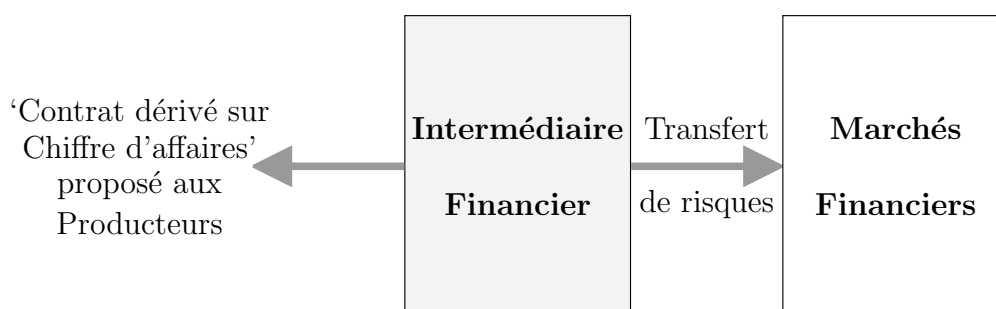 ‘Contrat dérivé sur
Chiffre d'affaires’
proposé aux
Producteurs
Intermédiaire
Financier
Transfert
de risques
Marchés
Financiers